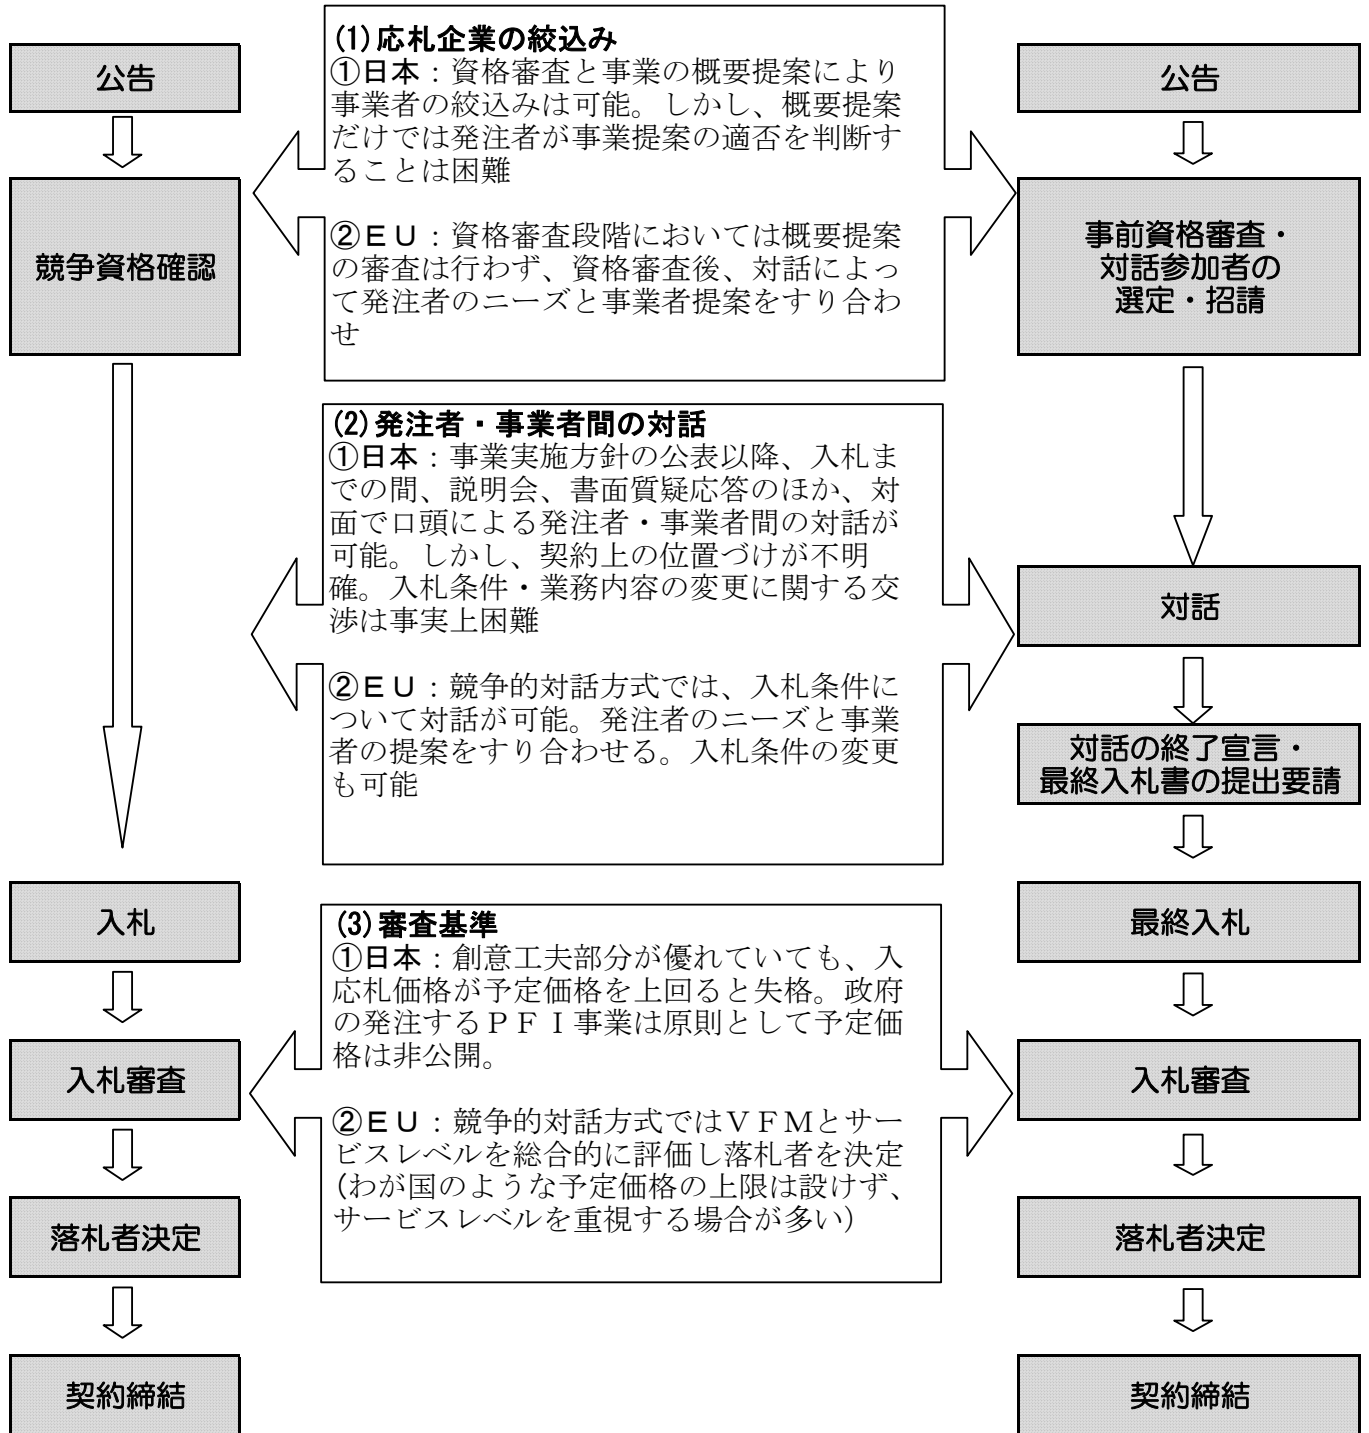 公告
競争資格確認
入札
入札審査
落札者決定
契約締結
(1)応札企業の絞込み
①日本：資格審査と事業の概要提案により
事業者の絞込みは可能。しかし、概要提案
だけでは発注者が事業提案の適否を判断す
ることは困難
②ＥＵ：資格審査段階においては概要提案
の審査は行わず、資格審査後、対話によっ
て発注者のニーズと事業者提案をすり合わ
せ
(2)発注者・事業者間の対話
①日本：事業実施方針の公表以降、入札ま
での間、説明会、書面質疑応答のほか、対
面で口頭による発注者・事業者間の対話が
可能。しかし、契約上の位置づけが不明
確。入札条件・業務内容の変更に関する交
渉は事実上困難
②ＥＵ：競争的対話方式では、入札条件に
ついて対話が可能。発注者のニーズと事業
者の提案をすり合わせる。入札条件の変更
も可能
(3)審査基準
①日本：創意工夫部分が優れていても、入
応札価格が予定価格を上回ると失格。政府
の発注するＰＦＩ事業は原則として予定価
格は非公開。
②ＥＵ：競争的対話方式ではＶＦＭとサー
ビスレベルを総合的に評価し落札者を決定
(わが国のような予定価格の上限は設けず、
サービスレベルを重視する場合が多い)
公告
事前資格審査・
対話参加者の
選定・招請
対話
対話の終了宣言・
最終入札書の提出要請
最終入札
入札審査
落札者決定
契約締結